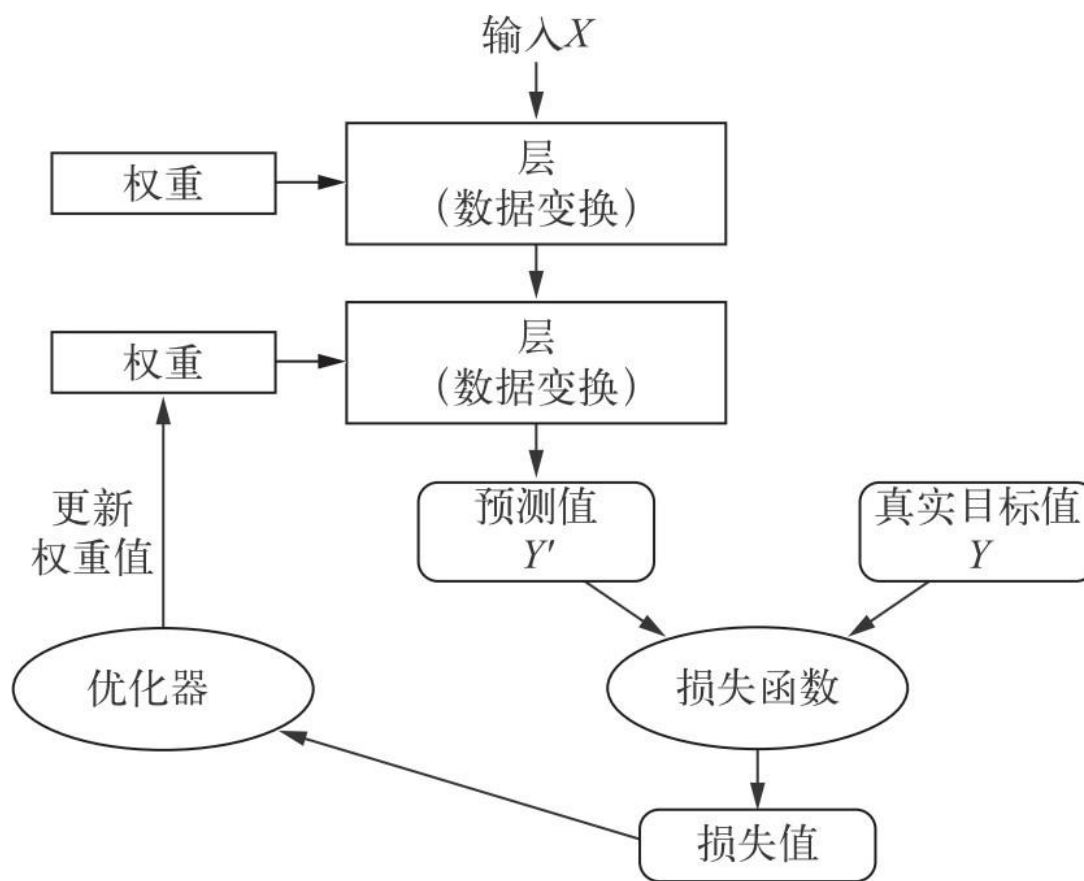 输入X
权重
层
（数据变换）
权重
层
（数据变换）
更新
权重值
预测值
Y′
真实目标值
Y
优化器
损失函数
损失值